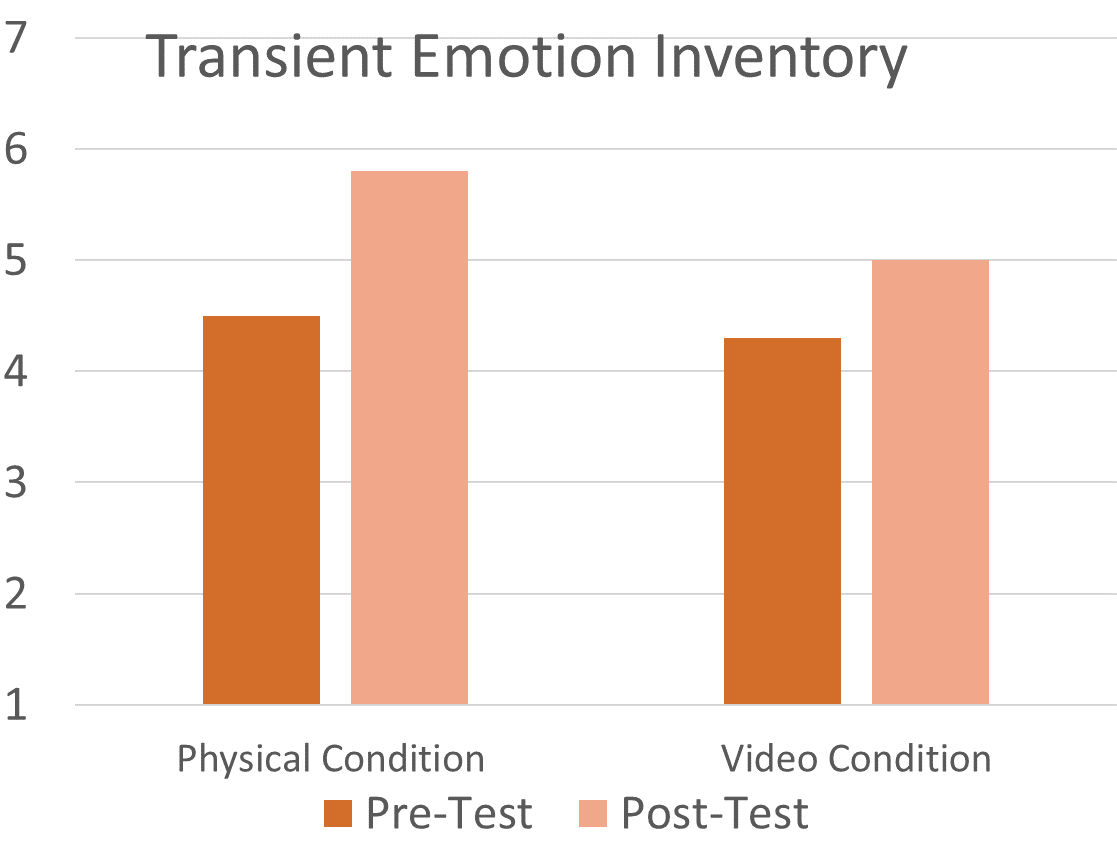 Transient Emotion Inventory
7
6
5
4
3
2
1
Physical Condition Video Condition
Pre-Test Post-Test